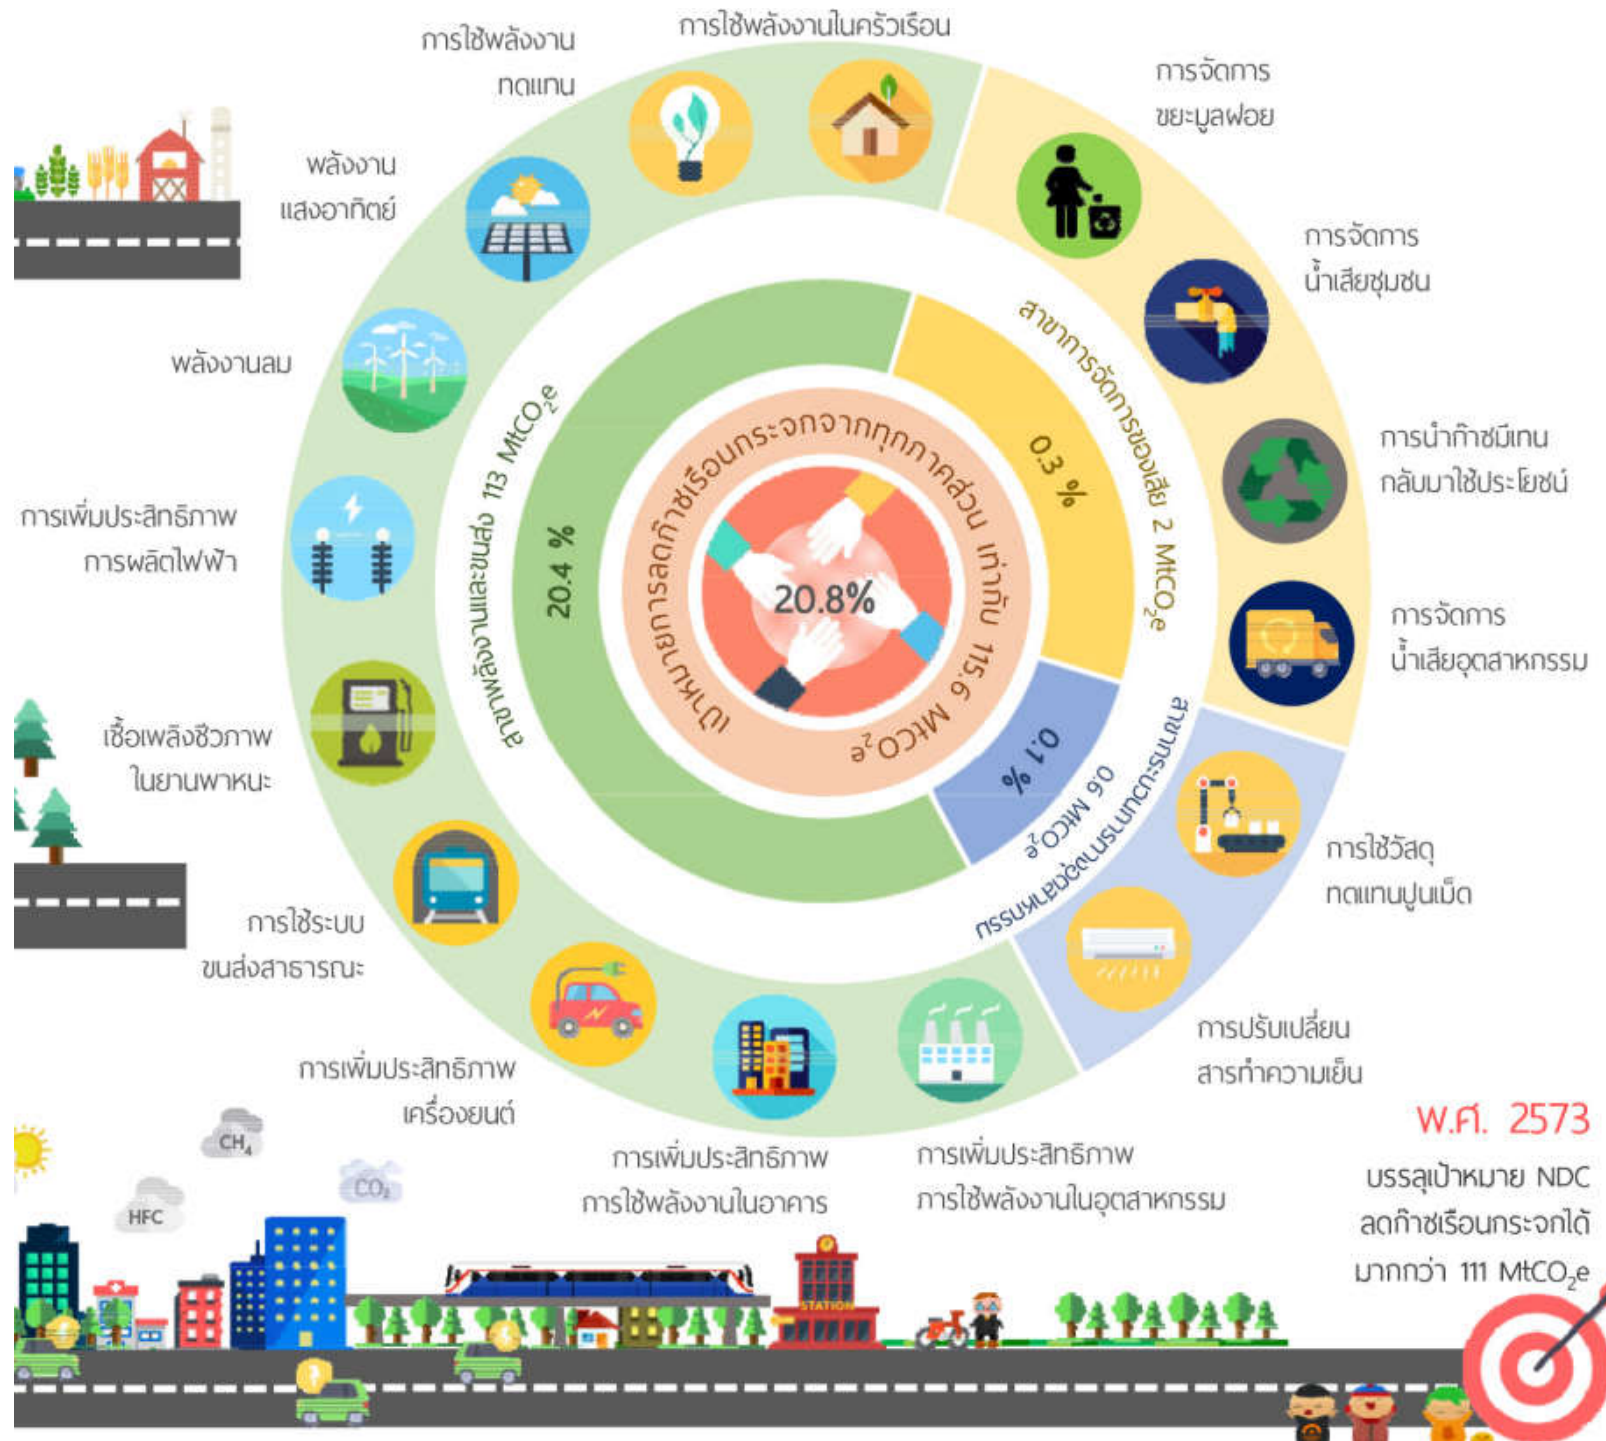 การใช้พลังงานในครัวเรือน
การใช้พลังงาน
ทดแทน
พลังงาน
แสงอาทิตย์
พลังงานลม
การเพิ่มประสิทธิภาพ
การผลิตไฟฟ้า
เชื้อเพลิงชีวภาพ
ในยานพาหนะ
การใช้ระบบ
ขนส่งสาธารณะ
การเพิ่มประสิทธิภาพ
เครื่องยนต์
การเพิ่มประสิทธิภาพ
การใช้พลังงานในอาคาร
การเพิ่มประสิทธิภาพ
การใช้พลังงานในอุตสาหกรรม
การจัดการ
ขยะมูลฝอย
การจัดการ
น้ำเสียชุมชน
การนำก๊าซมีเทน
กลับมาใช้ประโยชน์
การจัดการ
น้ำเสียอุตสาหกรรม
การใช้วัสดุ
ทดแทนปูนเม็ด
การปรับเปลี่ยน
สารทำความเย็น
สาขาพลังงานและขนส่ง 113 MtCO₂e
20.4 %
สาขาการจัดการของเสีย 2 MtCO₂e
0.3 %
สาขากระบวนการทางอุตสาหกรรม
0.6 MtCO₂e
0.1 %
เป้าหมายการลดก๊าซเรือนกระจกจากทุกภาคส่วน เท่ากับ 115.6 MtCO₂e
20.8%
พ.ศ. 2573
บรรลุเป้าหมาย NDC
ลดก๊าซเรือนกระจกได้
มากกว่า 111 MtCO₂e
CH₄
HFC
CO₂
STATION